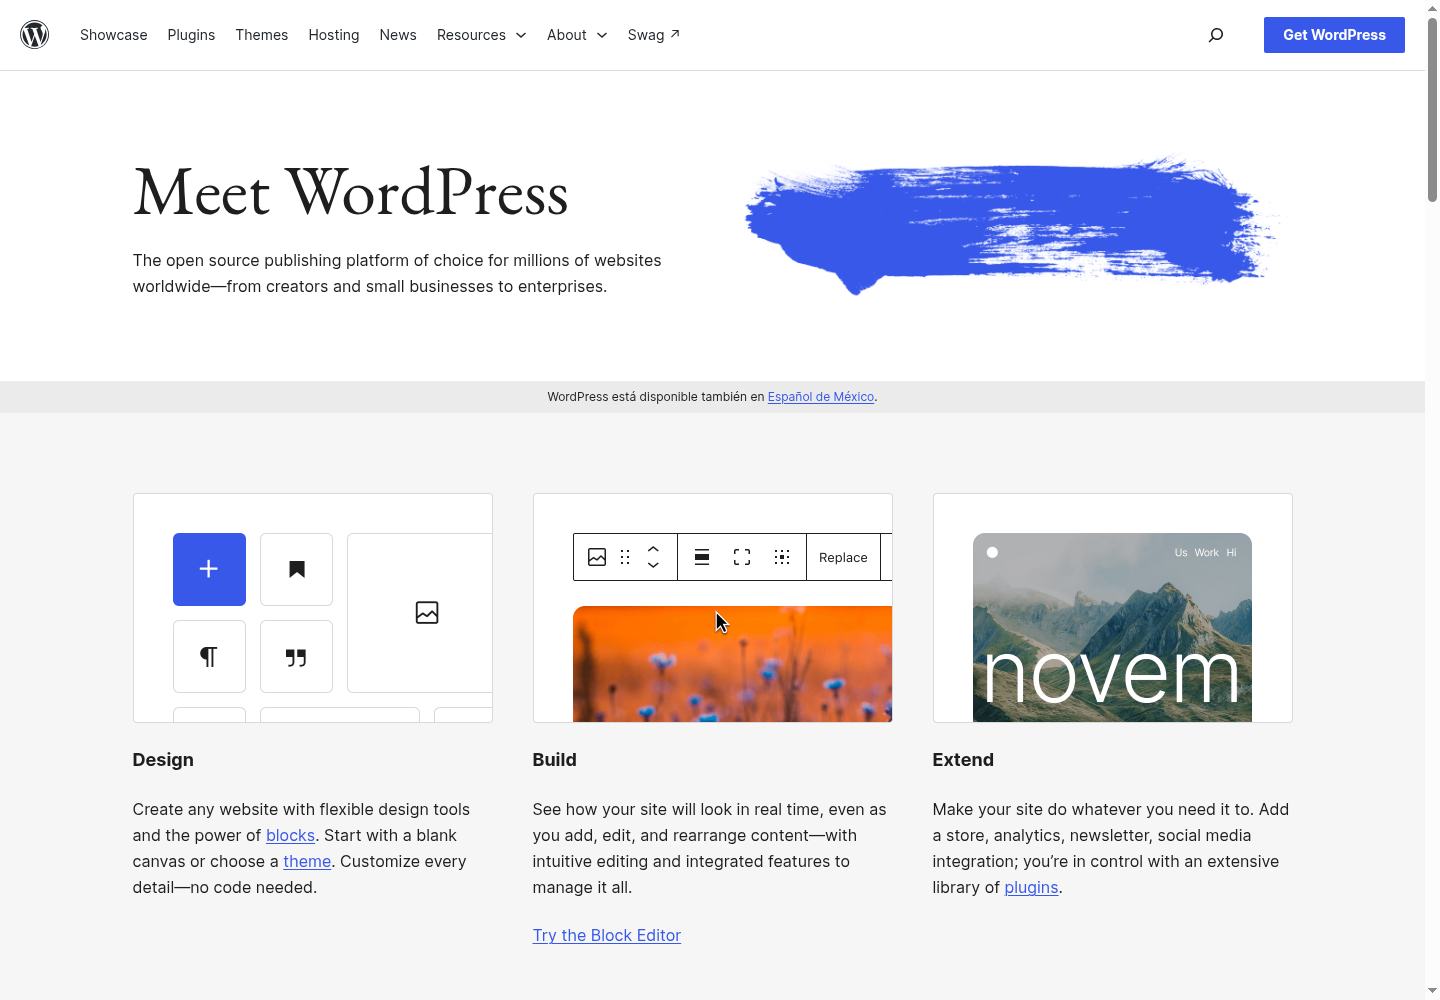 Showcase Plugins Themes Hosting News Resources About Swag ↗ Get WordPress
Meet WordPress
The open source publishing platform of choice for millions of websites
worldwide—from creators and small businesses to enterprises.
WordPress está disponible también en Español de México.
Replace
Us Work Hi
novem
Design
Create any website with flexible design tools
and the power of blocks. Start with a blank
canvas or choose a theme. Customize every
detail—no code needed.
Build
See how your site will look in real time, even as
you add, edit, and rearrange content—with
intuitive editing and integrated features to
manage it all.
Try the Block Editor
Extend
Make your site do whatever you need it to. Add
a store, analytics, newsletter, social media
integration; you’re in control with an extensive
library of plugins.